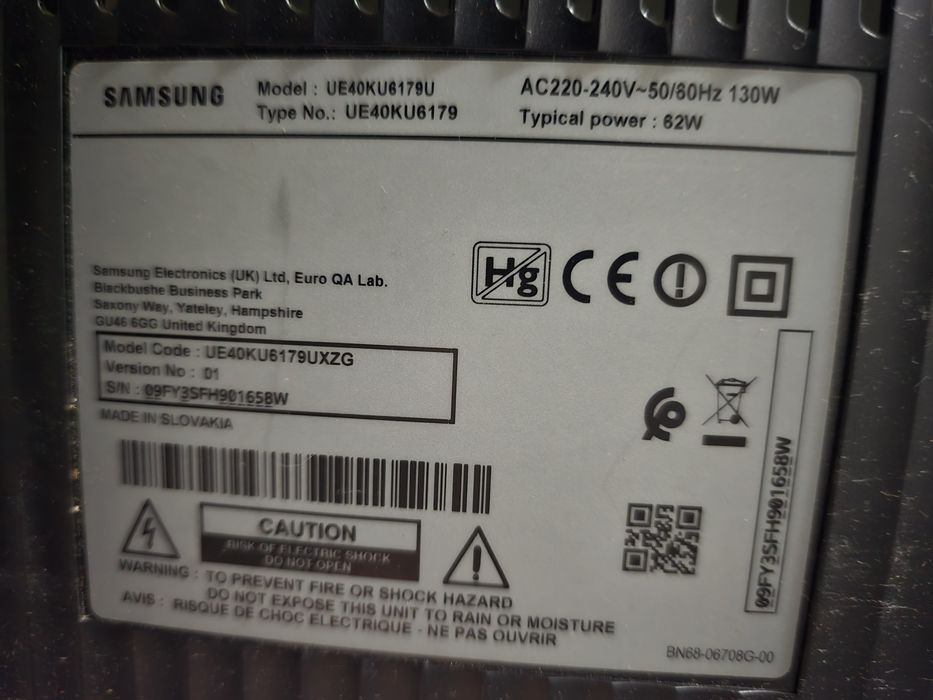 SAMSUNG
Model : UE40KU6179U
Type No.: UE40KU6179
AC220-240V~50/60Hz 130W
Typical power : 62W
Samsung Electronics (UK) Ltd, Euro QA Lab.
Blackbushe Business Park
Saxony Way, Yateley, Hampshire
GU46 6GG United Kingdom
Hg
CE
Model Code : UE40KU6179UXZG
Version No : 01
S/N : 09FY3SFH901658W
MADE IN SLOVAKIA
09FY3SFH901658W
CAUTION
RISK OF ELECTRIC SHOCK
DO NOT OPEN
WARNING : TO PREVENT FIRE OR SHOCK HAZARD
DO NOT EXPOSE THIS UNIT TO RAIN OR MOISTURE
AVIS : RISQUE DE CHOC ELECTRIQUE - NE PAS OUVRIR
BN68-06708G-00